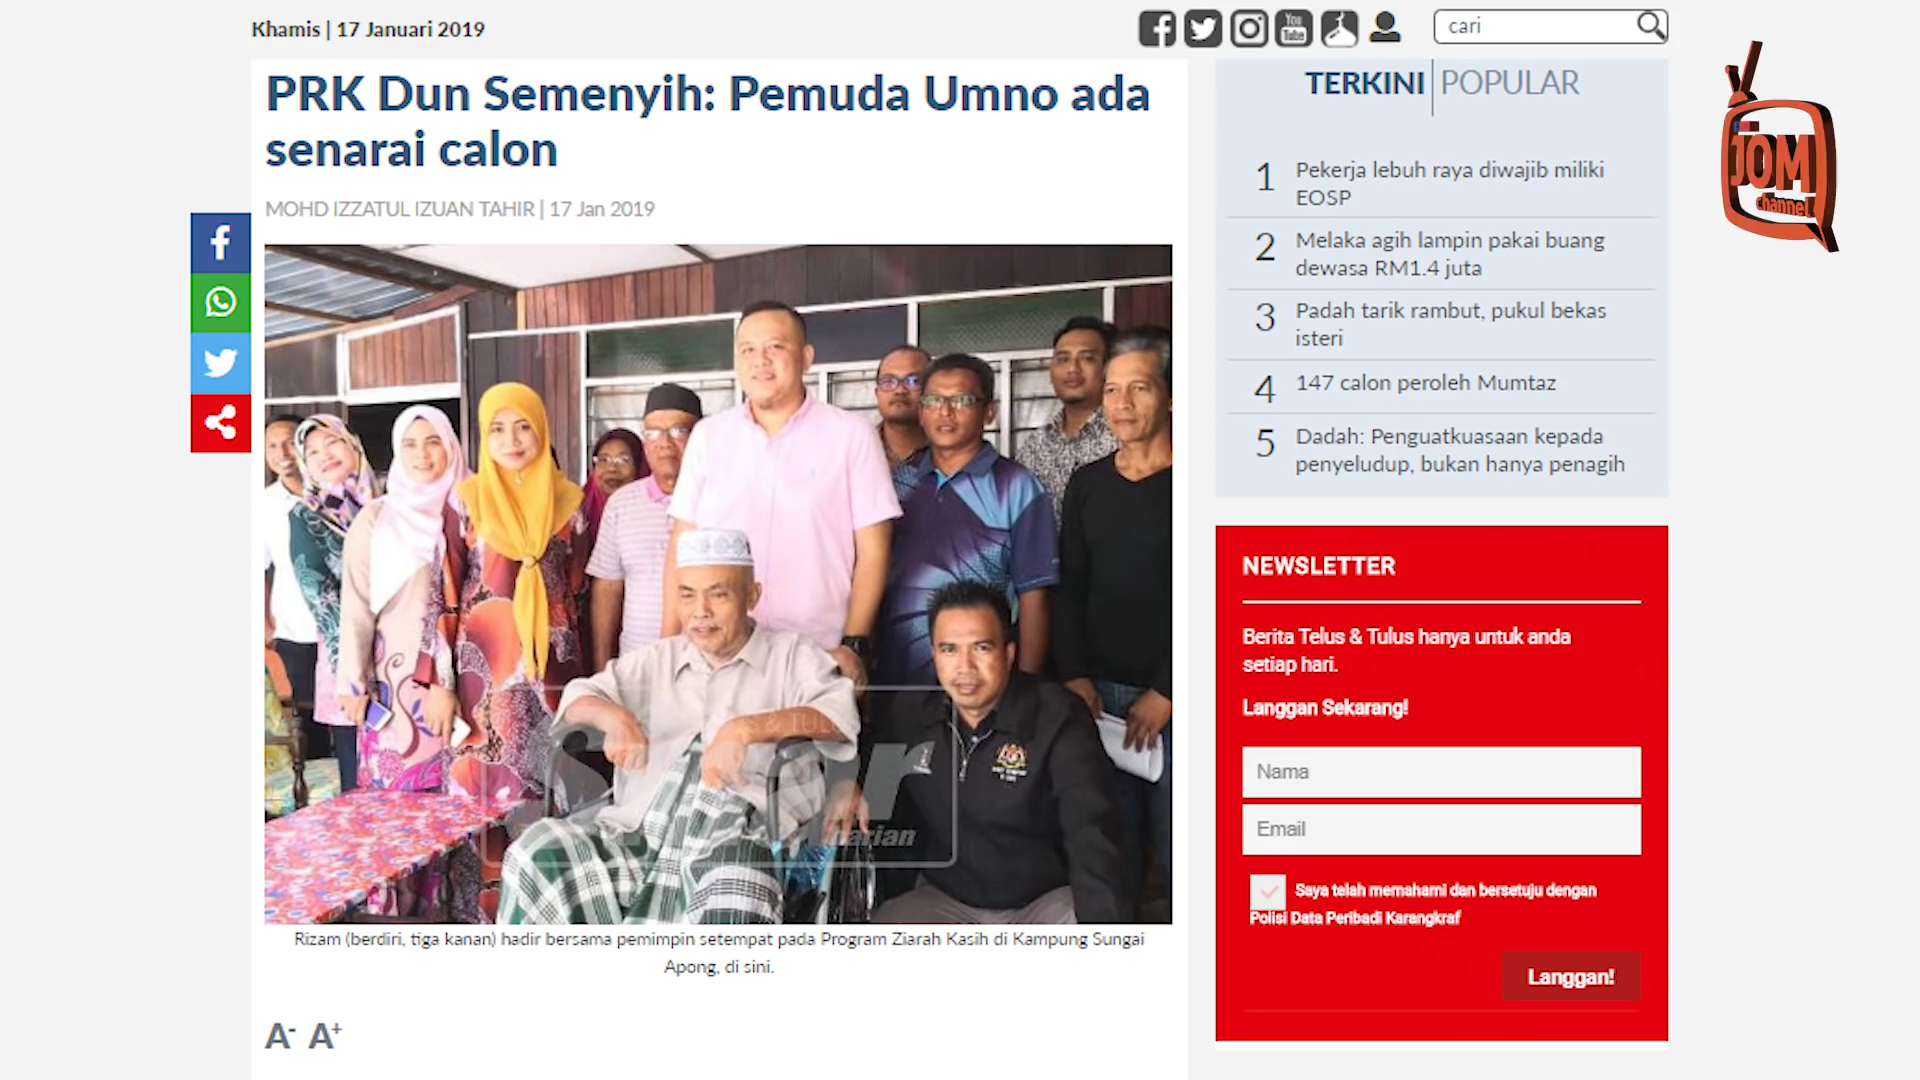 Khamis | 17 Januari 2019
cari
PRK Dun Semenyih: Pemuda Umno ada
senarai calon
MOHD IZZATUL IZUAN TAHIR | 17 Jan 2019
Rizam (berdiri, tiga kanan) hadir bersama pemimpin setempat pada Program Ziarah Kasih di Kampung Sungai
Apong, di sini.
A- A+
TERKINI | POPULAR
1 Pekerja lebuh raya diwajib miliki
EOSP
2 Melaka agih lampin pakai buang
dewasa RM1.4 juta
3 Padah tarik rambut, pukul bekas
isteri
4 147 calon peroleh Mumtaz
5 Dadah: Penguatkuasaan kepada
penyeludup, bukan hanya penagih
NEWSLETTER
Berita Telus & Tulus hanya untuk anda
setiap hari.
Langgan Sekarang!
Nama
Email
Saya telah memahami dan bersetuju dengan
Polisi Data Peribadi Karangkraf
Langgan!
JOM
channel
You
Tube
Sinar
harian